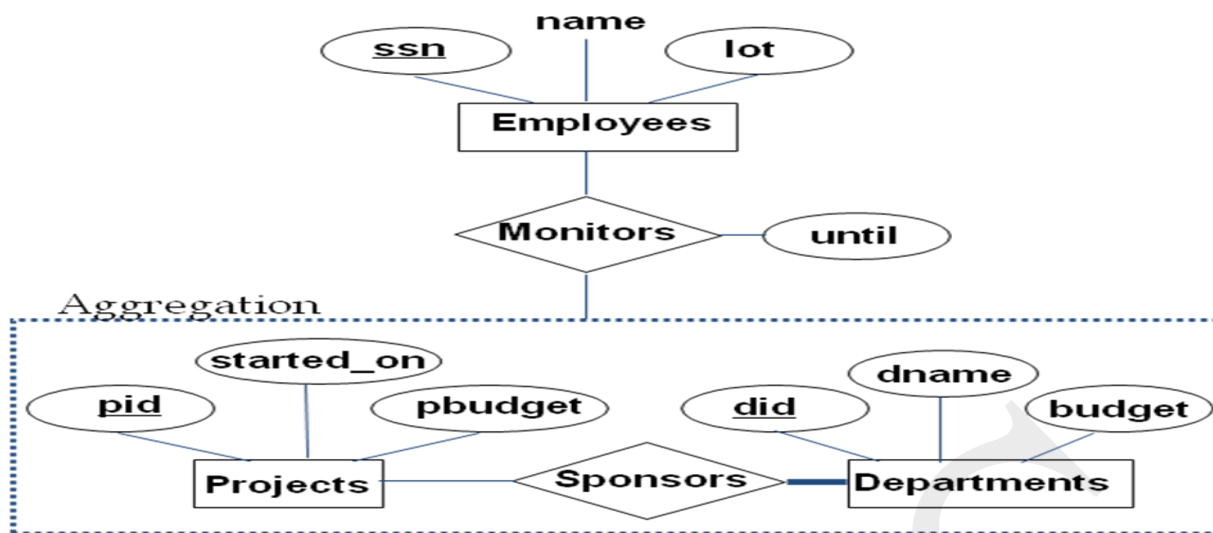 name
ssn
lot
Employees
Monitors
until
Aggregation
started_on
dname
pid
pbudget
did
budget
Projects
Sponsors
Departments